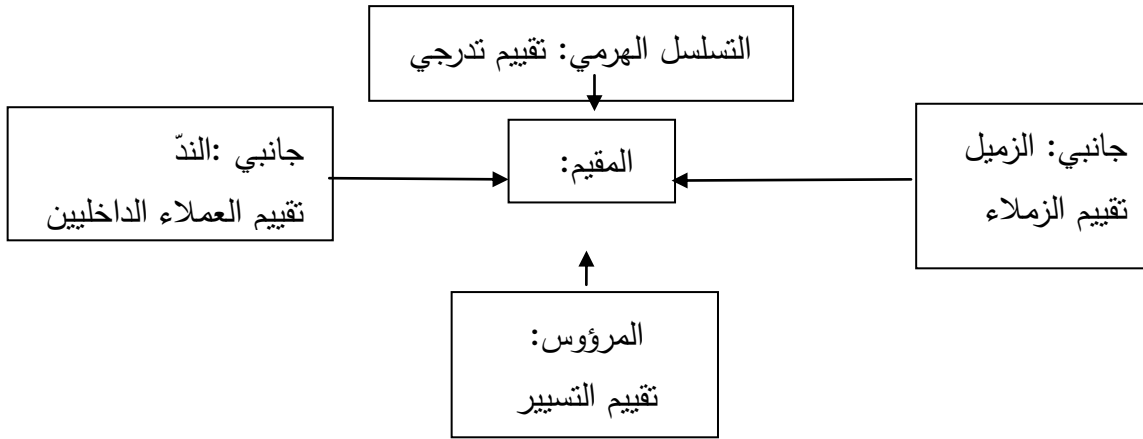 التسلسل الهرمي: تقييم تدرجي
جانبي: الزميل
تقييم الزملاء
المقيم:
جانبي :الندّ
تقييم العملاء الداخليين
المرؤوس:
تقييم التسيير